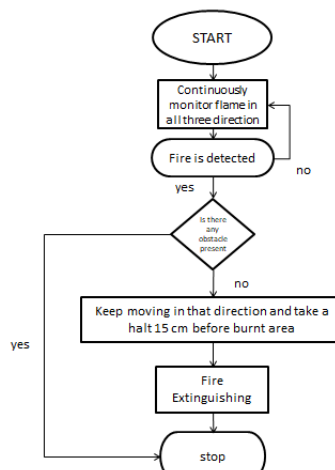 START
Continuously
monitor flame in
all three direction
Fire is detected
no
yes
Is there
any
obstacle
present
no
Keep moving in that direction and take a
halt 15 cm before burnt area
yes
Fire
Extinguishing
stop